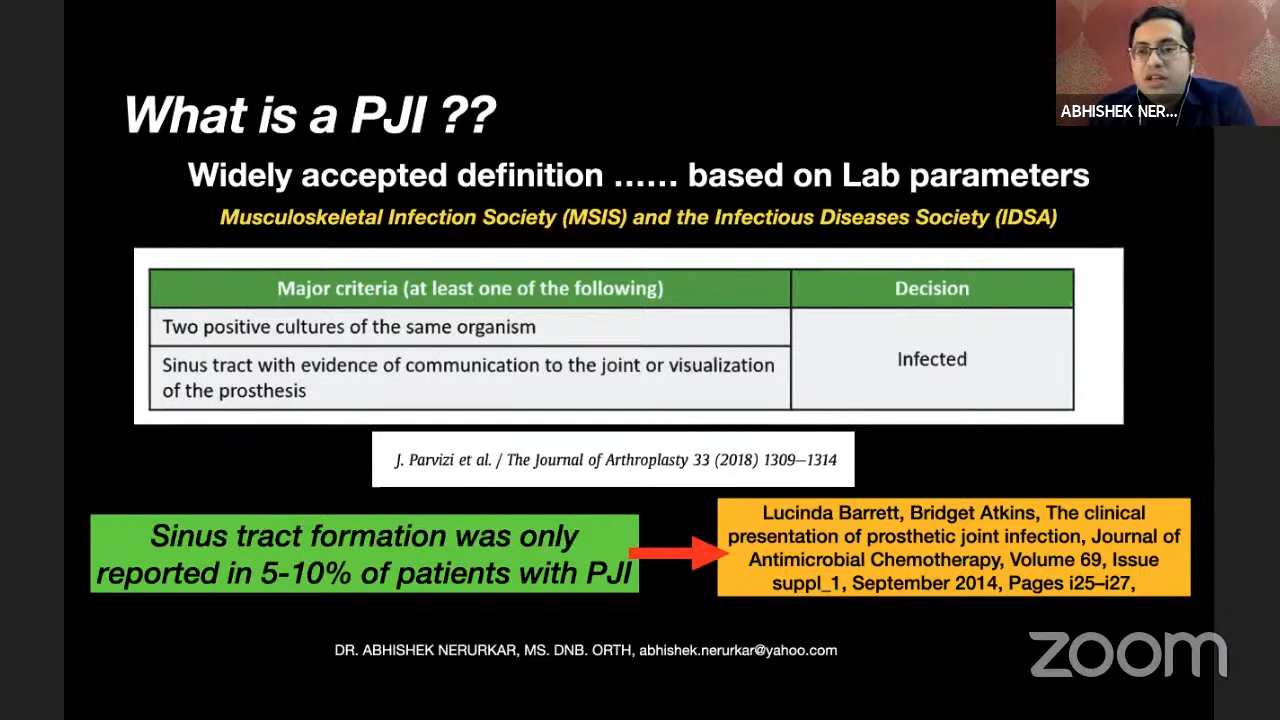 ABHISHEK NER...
What is a PJI ??
Widely accepted definition ...... based on Lab parameters
Musculoskeletal Infection Society (MSIS) and the Infectious Diseases Society (IDSA)
Major criteria (at least one of the following)
Decision
Two positive cultures of the same organism
Sinus tract with evidence of communication to the joint or visualization
of the prosthesis
Infected
J. Parvizi et al. / The Journal of Arthroplasty 33 (2018) 1309–1314
Sinus tract formation was only
reported in 5-10% of patients with PJI
Lucinda Barrett, Bridget Atkins, The clinical
presentation of prosthetic joint infection, Journal of
Antimicrobial Chemotherapy, Volume 69, Issue
suppl_1, September 2014, Pages i25–i27,
DR. ABHISHEK NERURKAR, MS. DNB. ORTH, abhishek.nerurkar@yahoo.com
zoom